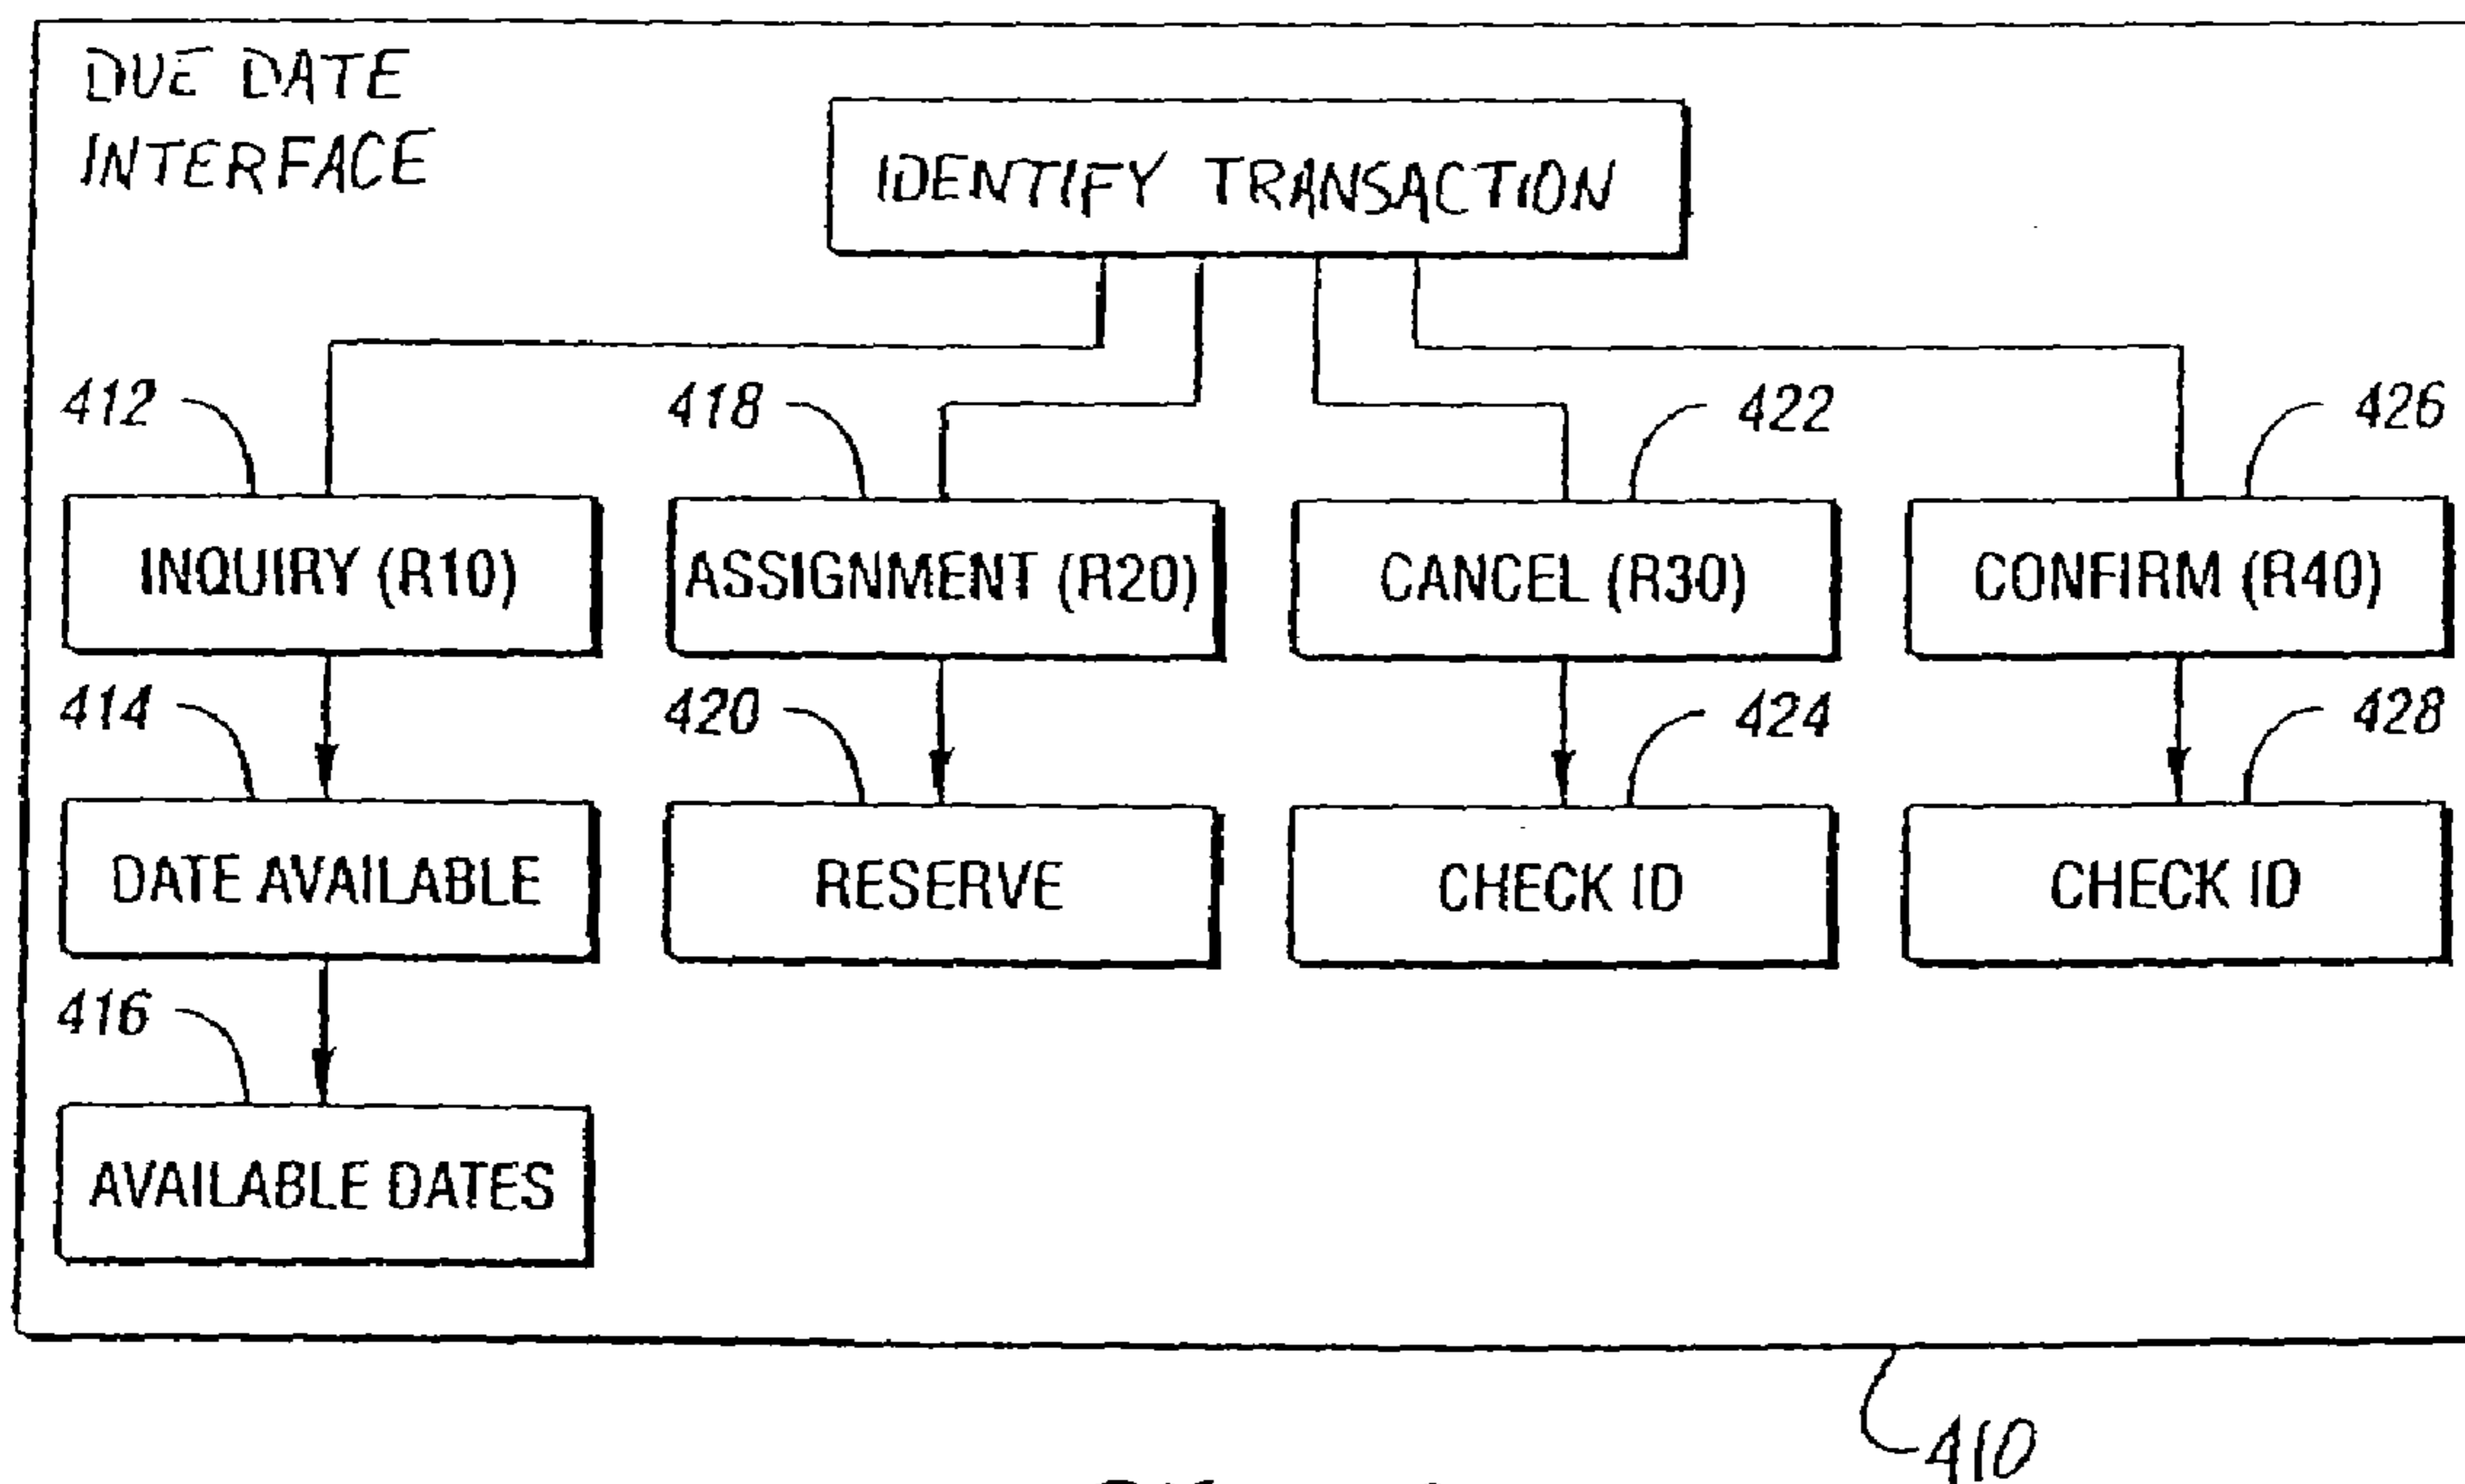 DUE DATE
INTERFACE
IDENTIFY TRANSACTION
412
418
422
426
INQUIRY (R10)
ASSIGNMENT (R20)
CANCEL (R30)
CONFIRM (R40)
414
420
424
428
DATE AVAILABLE
RESERVE
CHECK ID
CHECK ID
416
AVAILABLE DATES
410